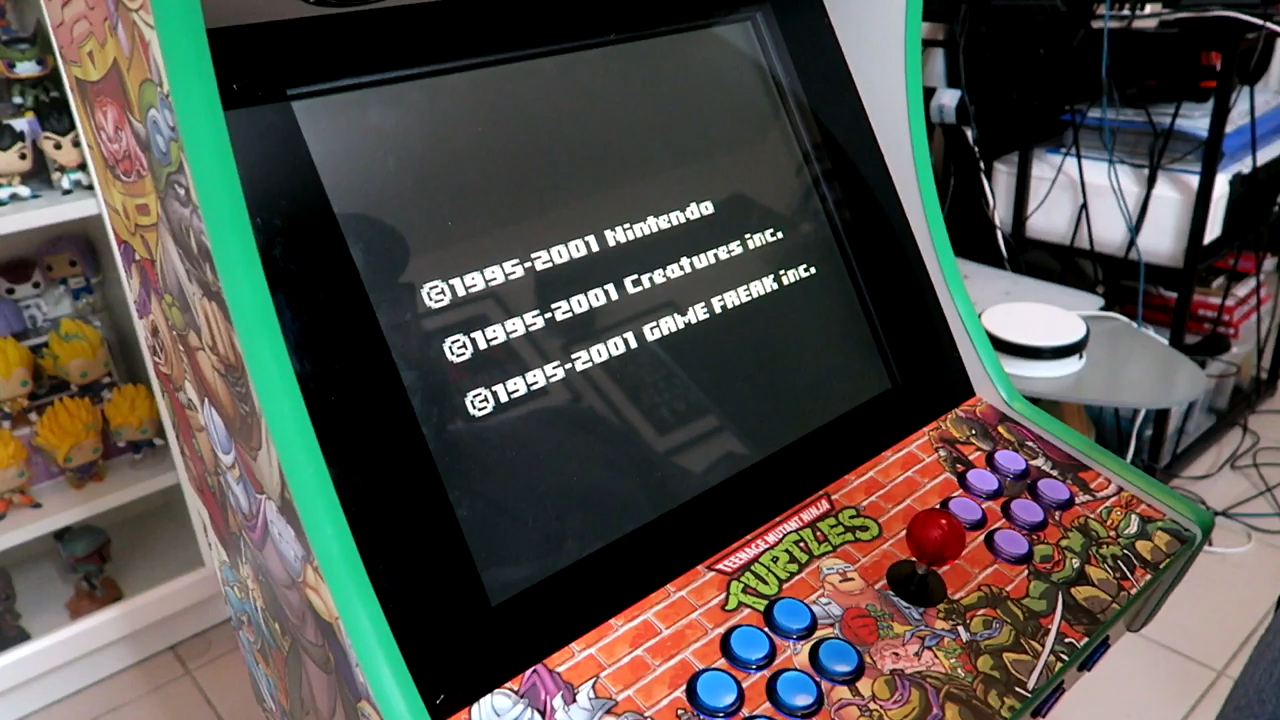 ©1995-2001 Nintendo
©1995-2001 Creatures inc.
©1995-2001 GAME FREAK inc.
TEENAGE MUTANT NINJA
TURTLES